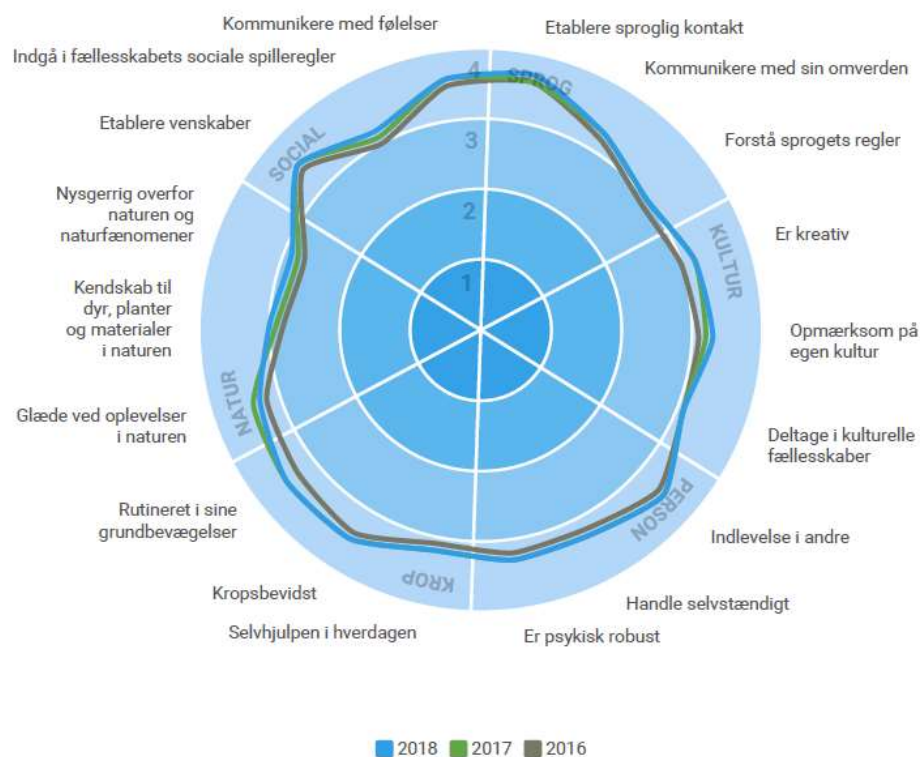 Kommunikere med følelser
Etablere sproglig kontakt
Indgå i fællesskabets sociale spilleregler
Kommunikere med sin omverden
Etablere venskaber
Forstå sprogets regler
Nysgerrig overfor
naturen og
naturfænomener
Er kreativ
Kendskab til
dyr, planter
og materialer
i naturen
Opmærksom på
egen kultur
Glæde ved oplevelser
i naturen
Deltage i kulturelle
fællesskaber
Rutineret i sine
grundbevægelser
Indlevelse i andre
Kropsbevidst
Handle selvstændigt
Selvhjulpen i hverdagen
Er psykisk robust
4
3
2
1
SPROG
KULTUR
PERSON
KROP
NATUR
SOCIAL
2018 2017 2016